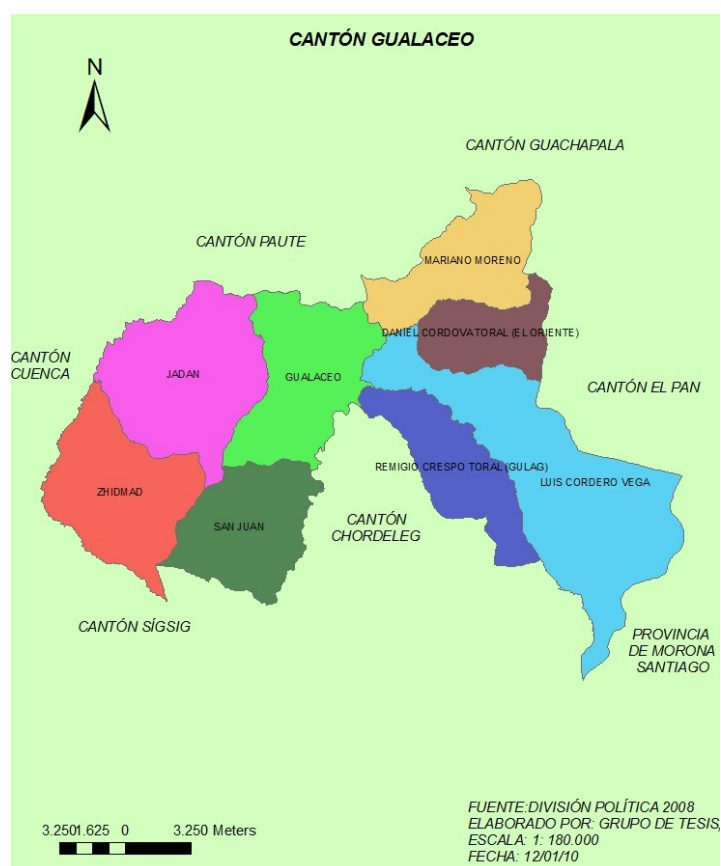 CANTÓN GUALACEO
N
CANTÓN GUACHAPALA
CANTÓN PAUTE
MARIANO MORENO
DANIEL CORDOVATORAL (EL ORIENTE)
CANTÓN
CUENCA
JADAN
GUALACEO
CANTÓN EL PAN
REMIGIO CRESPO TORAL (GULAG)
LUIS CORDERO VEGA
ZHIDMAD
SAN JUAN
CANTÓN
CHORDELEG
CANTÓN SÍGSIG
PROVINCIA
DE MORONA
SANTIAGO
3.2501.625 0 3.250 Meters
FUENTE:DIVISIÓN POLÍTICA 2008
ELABORADO POR: GRUPO DE TESIS,
ESCALA: 1: 180.000
FECHA: 12/01/10